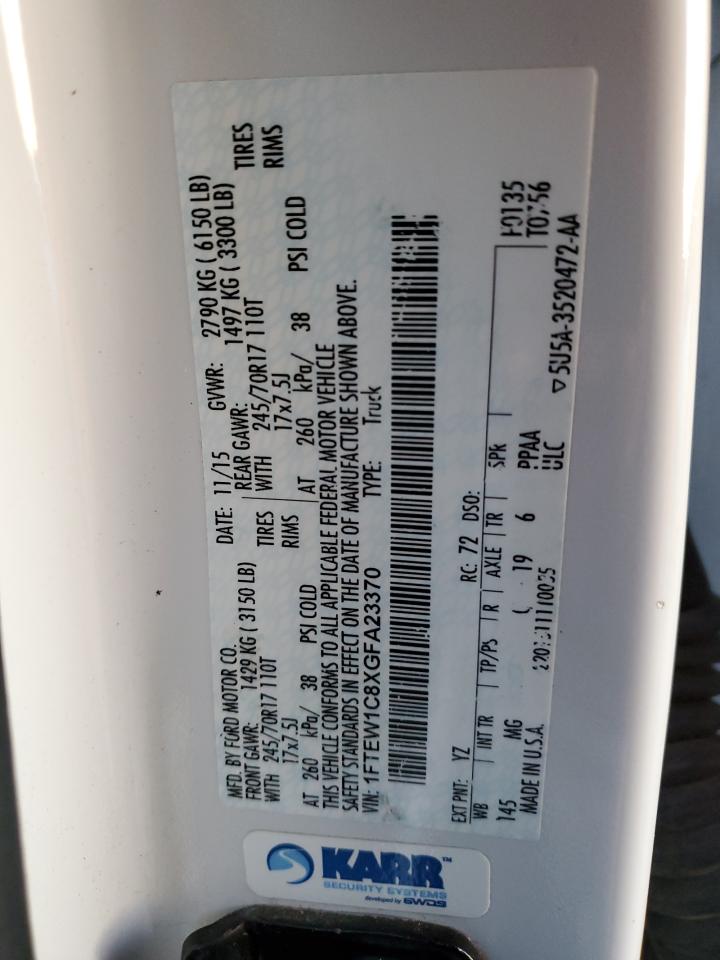 MFD. BY FORD MOTOR CO.
DATE: 11/15 GVWR: 2790 KG ( 6150 LB)
FRONT GAWR: 1429 KG ( 3150 LB)
REAR GAWR: 1497 KG ( 3300 LB)
WITH 245/70R17 110T TIRES
WITH 245/70R17 110T TIRES
17x7.5J RIMS
17x7.5J RIMS
AT 260 kPa/ 38 PSI COLD
AT 260 kPa/ 38 PSI COLD
THIS VEHICLE CONFORMS TO ALL APPLICABLE FEDERAL MOTOR VEHICLE
SAFETY STANDARDS IN EFFECT ON THE DATE OF MANUFACTURE SHOWN ABOVE.
VIN: 1FTEW1C8XGFA23370 TYPE: Truck
EXT PNT: YZ RC: 72 DSO:
WB INT TR TP/PS R AXLE TR SPR
145 MG 19 6 
MADE IN U.S.A.
ULC
▽5U5A-3520472-AA
KARR™
SECURITY SYSTEMS
developed by SWDS